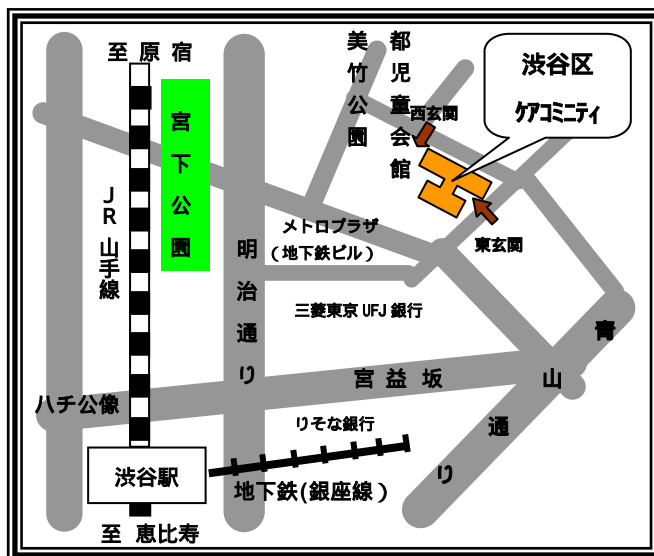 至 原 宿
宮下公園
JR山手線
ハチ公像
渋谷駅
至 恵比寿
明治通り
美竹公園
都児童会館
西玄関
渋谷区
ケアコミニティ
東玄関
メトロプラザ
(地下鉄ビル)
三菱東京UFJ銀行
宮益坂
青山通り
りそな銀行
地下鉄(銀座線)